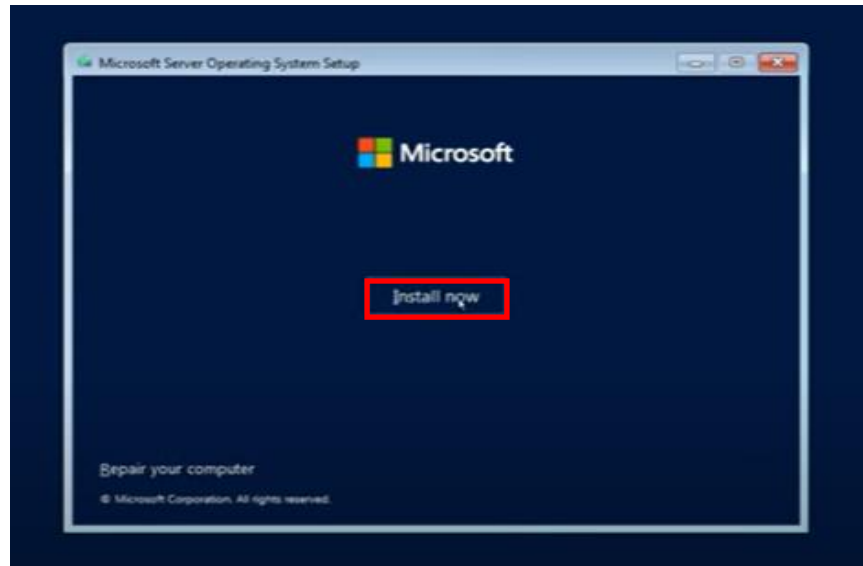 Microsoft Server Operating System Setup
Microsoft
Install now
Repair your computer
© Microsoft Corporation. All rights reserved.